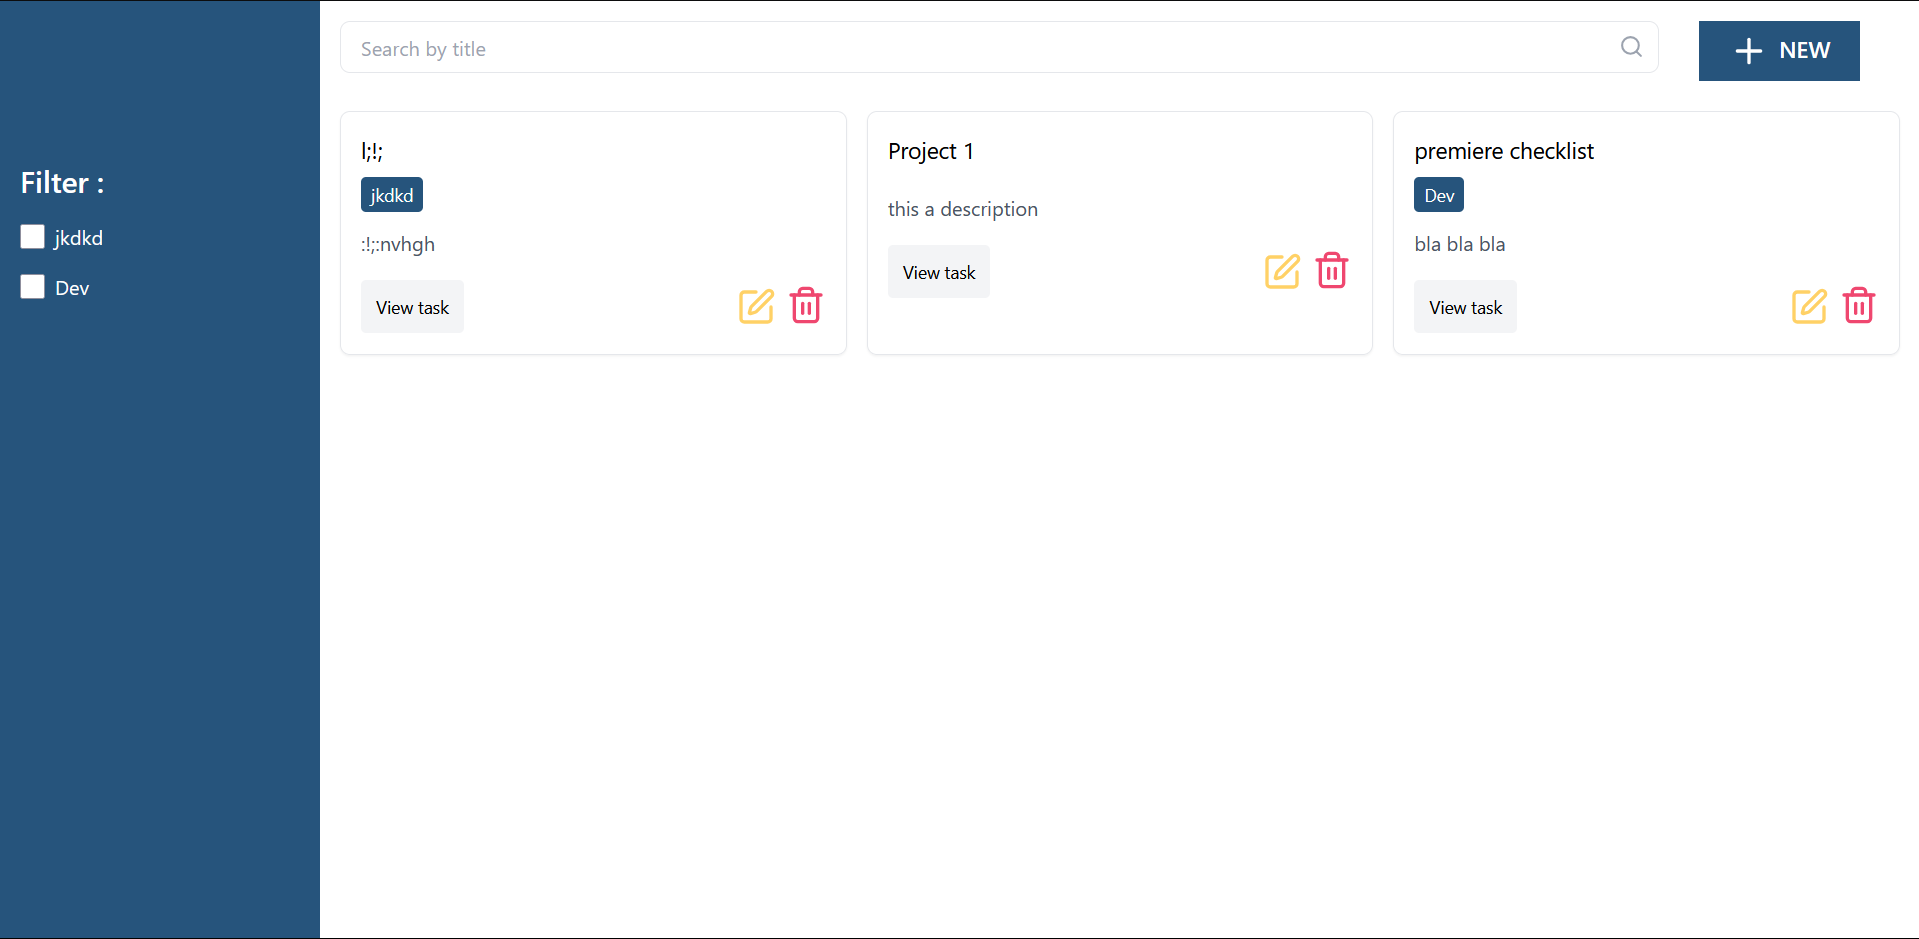 Search by title
NEW
Filter :
jkdkd
Dev
l;!;
jkdkd
:!;:nvhgh
View task
Project 1
this a description
View task
premiere checklist
Dev
bla bla bla
View task